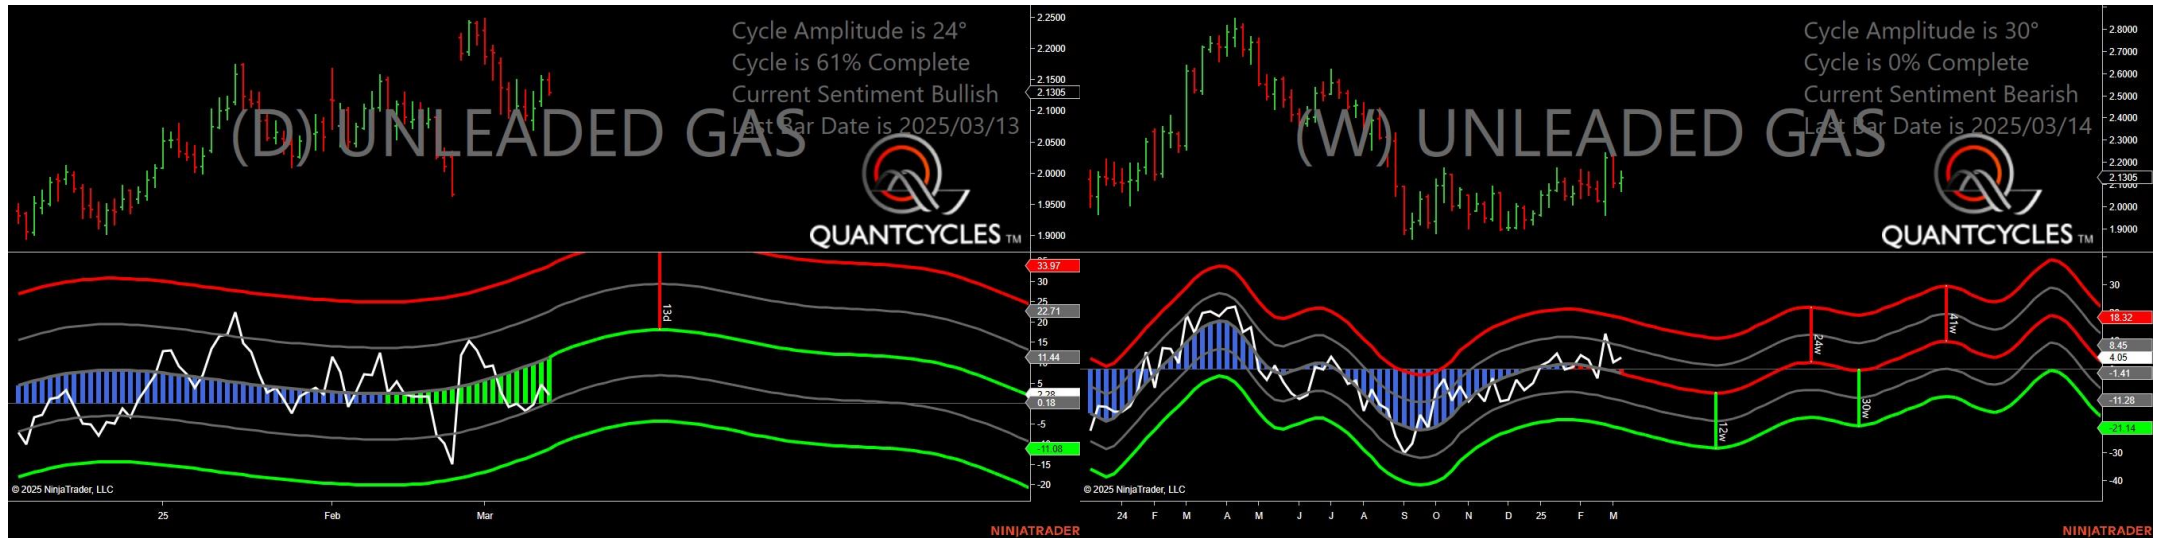 Cycle Amplitude is 24°
Cycle is 61% Complete
Current Sentiment Bullish
Last Bar Date is 2025/03/13
(D) UNLEADED GAS
QUANTCYCLES TM
2.2500
2.2000
2.1500
2.1305
2.1000
2.0500
2.0000
1.9500
1.9000
33.97
30
25
22.71
20
15
11.44
5
0.18
-5
-11.08
-15
-20
13d
© 2025 NinjaTrader, LLC
25 Feb Mar
NINJATRADER
Cycle Amplitude is 30°
Cycle is 0% Complete
Current Sentiment Bearish
Last Bar Date is 2025/03/14
(W) UNLEADED GAS
QUANTCYCLES TM
2.8000
2.7000
2.6000
2.5000
2.4000
2.3000
2.2000
2.1305
2.1000
2.0000
1.9000
30
18.32
8.45
4.05
-1.41
-11.28
-21.14
-30
-40
12w
24w
30w
41w
© 2025 NinjaTrader, LLC
24 F M A M J J A S O N D 25 F M
NINJATRADER